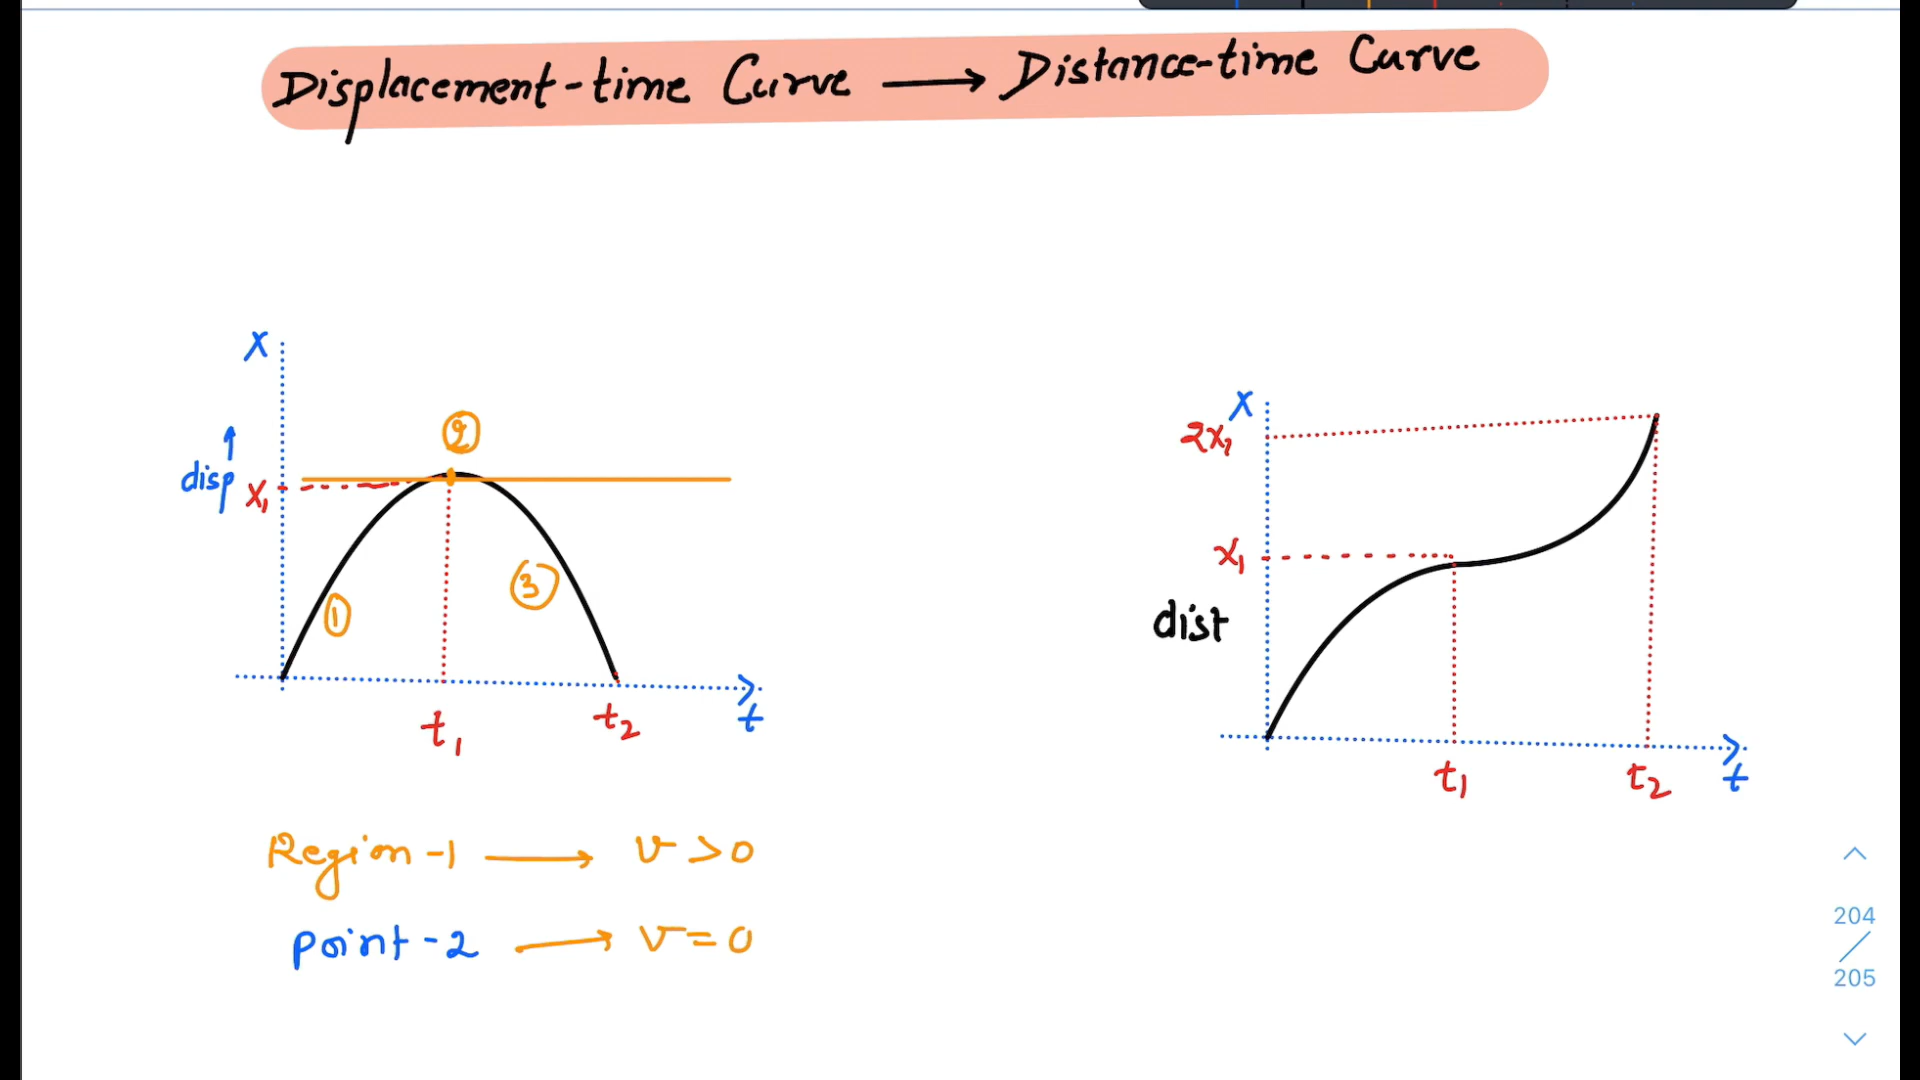 Displacement-time Curve → Distance-time Curve
X
disp
X₁
②
①
③
t₁
t₂
t
X
2x₁
x₁
dist
t₁
t₂
t
Region-1 → v>0
Point-2 → v=0
204
205